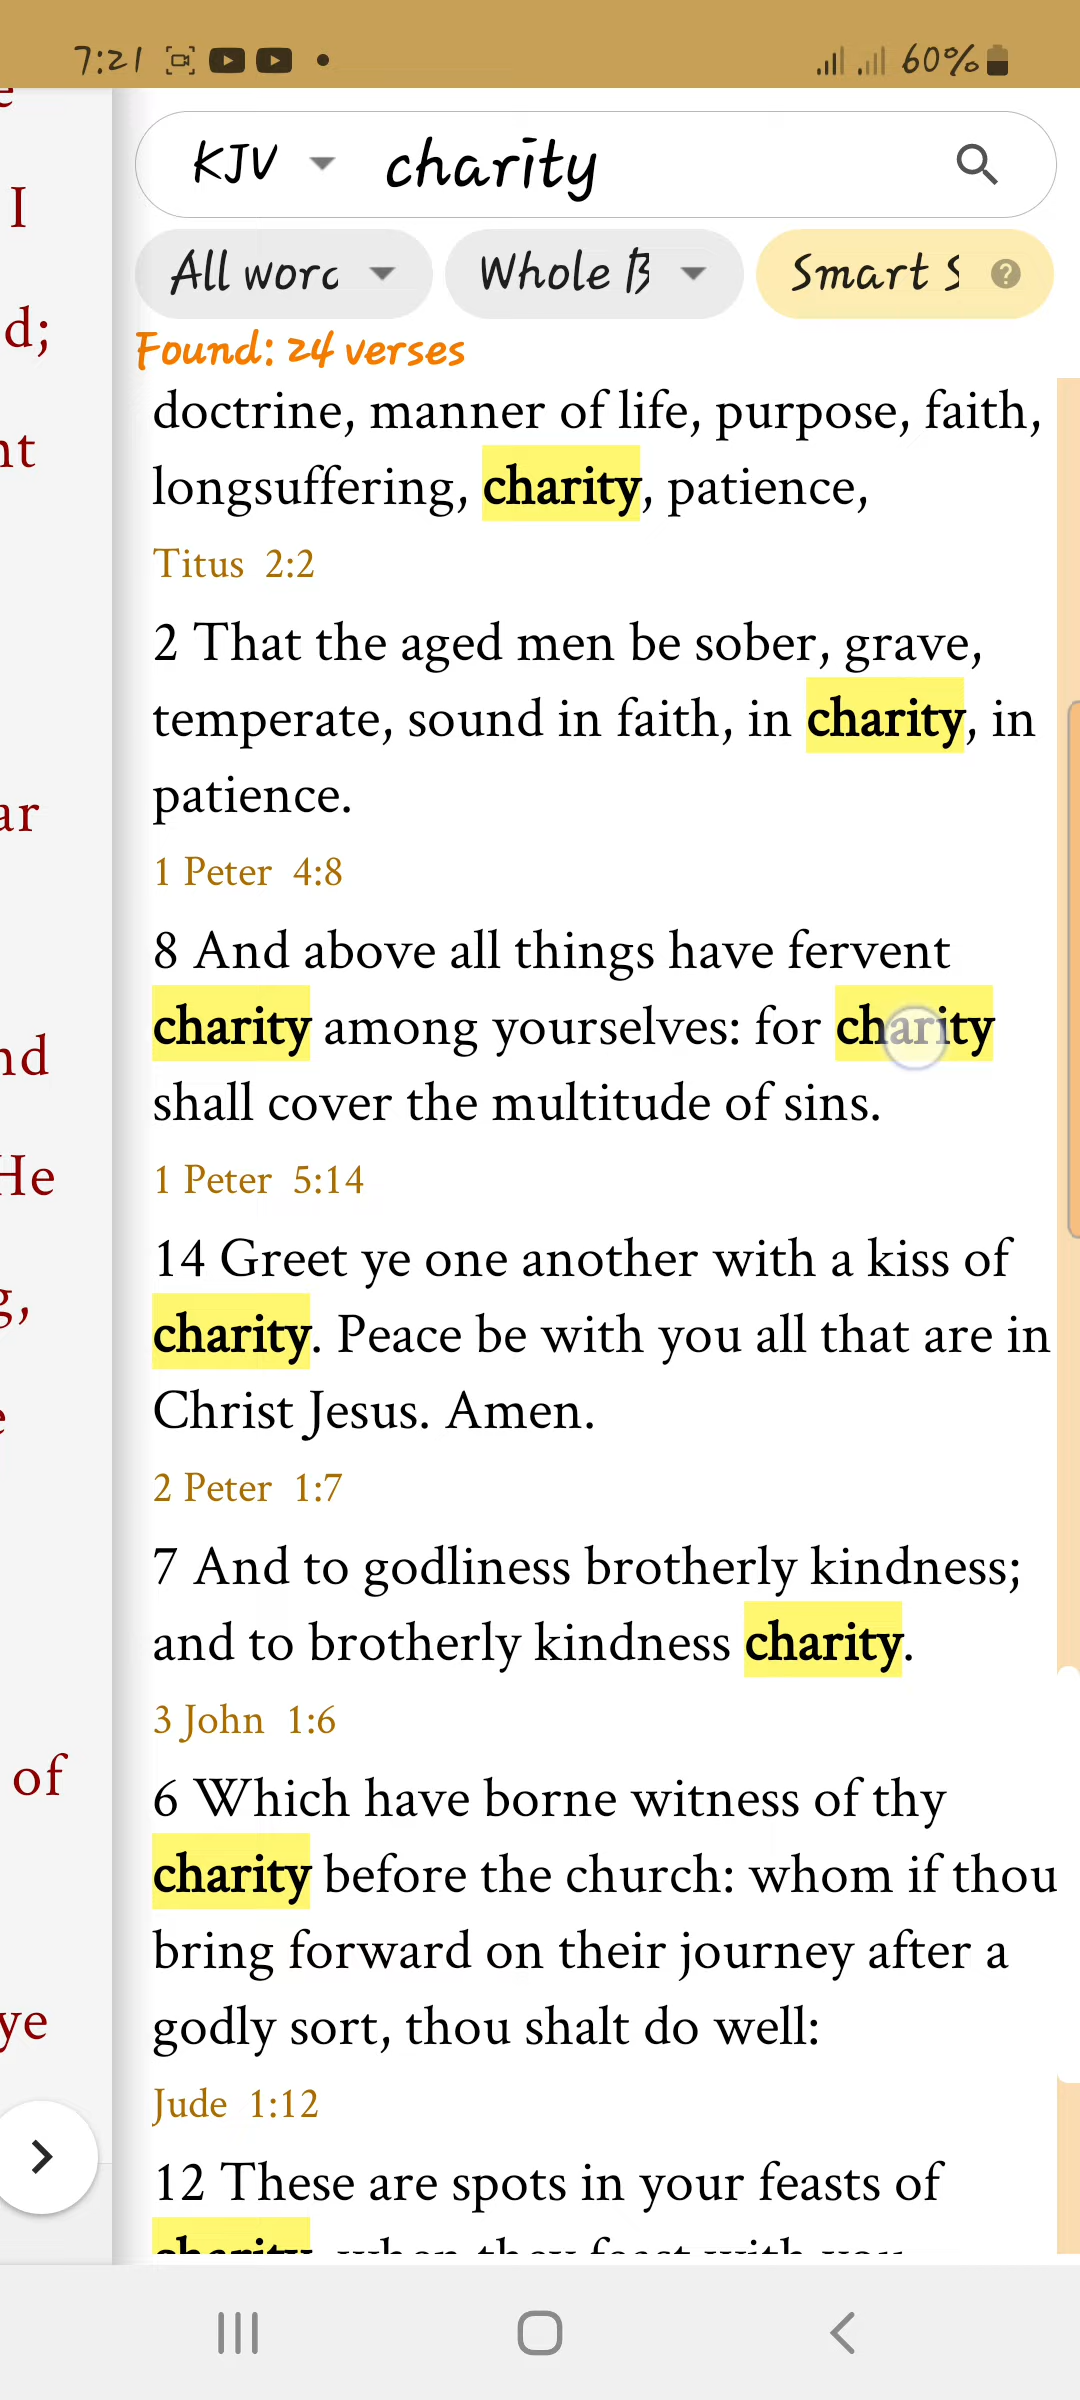 7:21 60%
KJV charity
All word Whole B Smart S
Found: 24 verses
doctrine, manner of life, purpose, faith,
longsuffering, charity, patience,
Titus 2:2
2 That the aged men be sober, grave,
temperate, sound in faith, in charity, in
patience.
1 Peter 4:8
8 And above all things have fervent
charity among yourselves: for charity
shall cover the multitude of sins.
1 Peter 5:14
14 Greet ye one another with a kiss of
charity. Peace be with you all that are in
Christ Jesus. Amen.
2 Peter 1:7
7 And to godliness brotherly kindness;
and to brotherly kindness charity.
3 John 1:6
6 Which have borne witness of thy
charity before the church: whom if thou
bring forward on their journey after a
godly sort, thou shalt do well:
Jude 1:12
12 These are spots in your feasts of
charity, when they feast with you
I
d;
He
of
ye